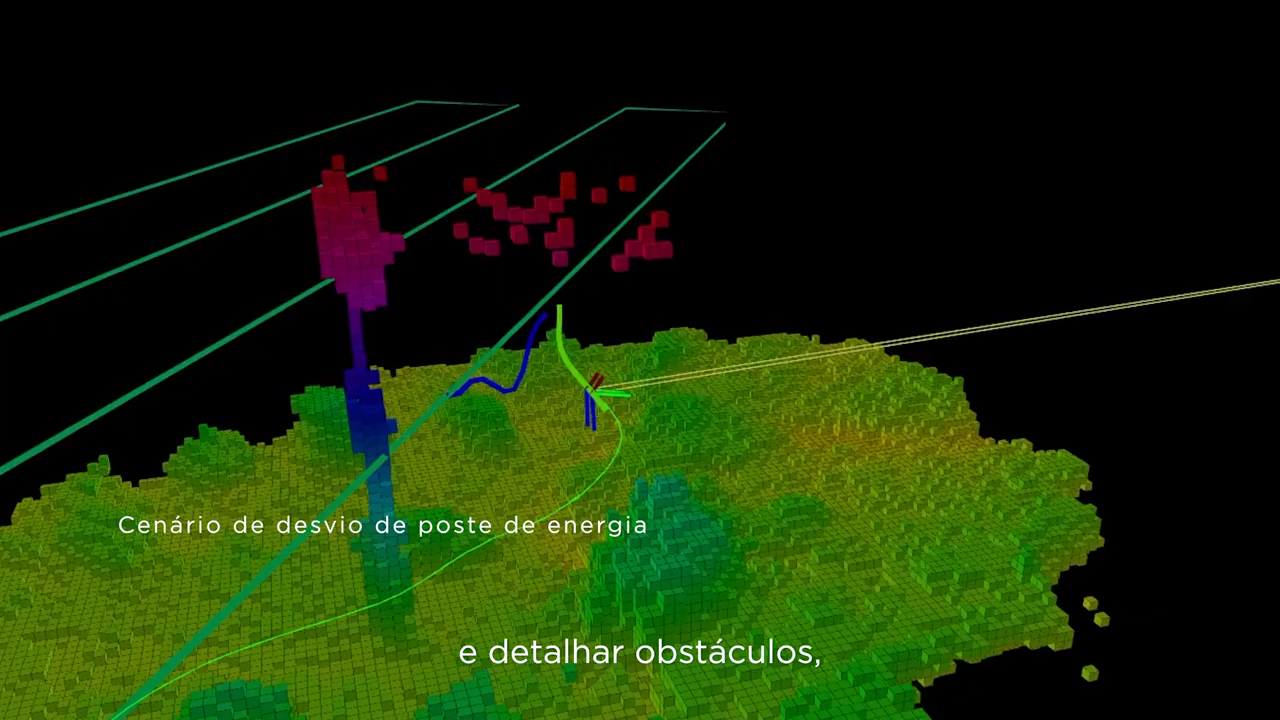 Cenário de desvio de poste de energia
e detalhar obstáculos,